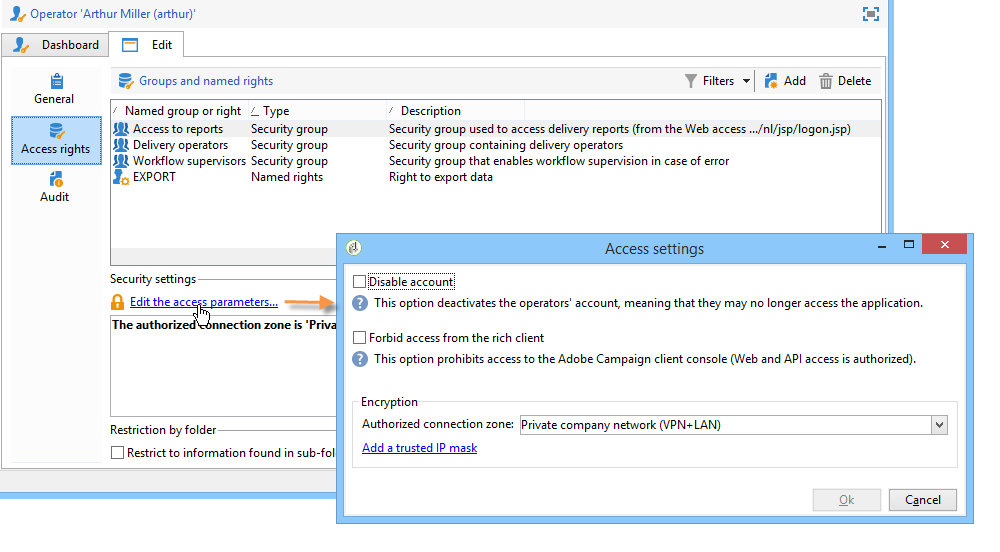 Operator 'Arthur Miller (arthur)'
Dashboard Edit
General
Access rights
Audit
Groups and named rights Filters Add Delete
Named group or right Type Description
Access to reports Security group Security group used to access delivery reports (from the Web access .../nl/jsp/logon.jsp)
Delivery operators Security group Security group containing delivery operators
Workflow supervisors Security group Security group that enables workflow supervision in case of error
EXPORT Named rights Right to export data
Security settings
Edit the access parameters...
The authorized connection zone is 'Priva
Restriction by folder
Restrict to information found in sub-fol
Access settings
Disable account
This option deactivates the operators' account, meaning that they may no longer access the application.
Forbid access from the rich client
This option prohibits access to the Adobe Campaign client console (Web and API access is authorized).
Encryption
Authorized connection zone: Private company network (VPN+LAN)
Add a trusted IP mask
Ok Cancel